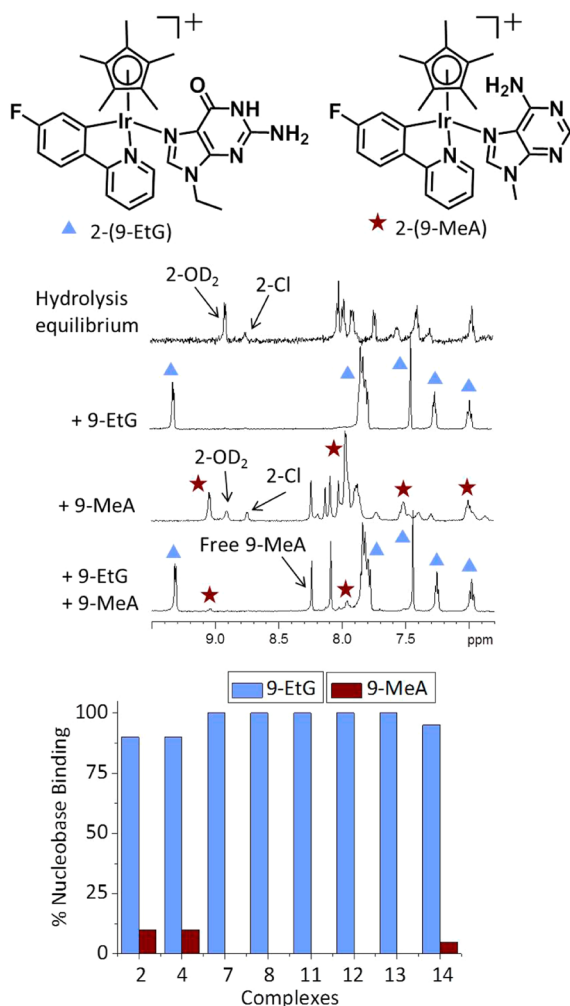 ]+
]+
O
NH₂
F
Ir
N
NH
N
NH₂
N
N
F
Ir
N
N
N
N
N
▲ 2-(9-EtG)
★ 2-(9-MeA)
2-OD₂
2-Cl
Hydrolysis
equilibrium
+ 9-EtG
2-OD₂
2-Cl
+ 9-MeA
Free 9-MeA
+ 9-EtG
+ 9-MeA
9.0 8.5 8.0 7.5 ppm
9-EtG 9-MeA
100
75
50
25
0
% Nucleobase Binding
2 4 7 8 11 12 13 14
Complexes